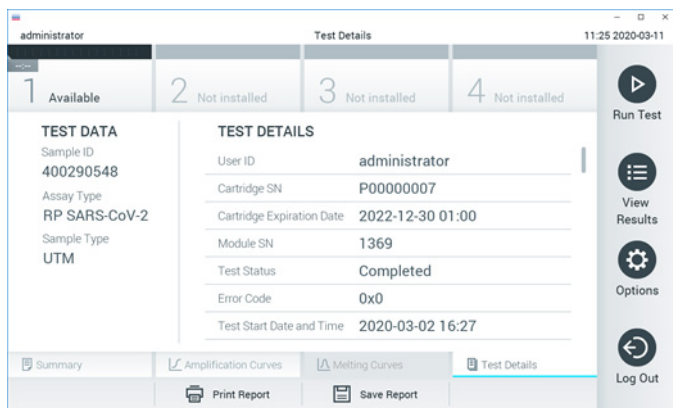 administrator
Test Details
11:25 2020-03-11
--:--
1 Available
2 Not installed
3 Not installed
4 Not installed
TEST DATA
Sample ID
400290548
Assay Type
RP SARS-CoV-2
Sample Type
UTM
TEST DETAILS
User ID administrator
Cartridge SN P00000007
Cartridge Expiration Date 2022-12-30 01:00
Module SN 1369
Test Status Completed
Error Code 0x0
Test Start Date and Time 2020-03-02 16:27
Run Test
View
Results
Options
Log Out
Summary
Amplification Curves
Melting Curves
Test Details
Print Report
Save Report